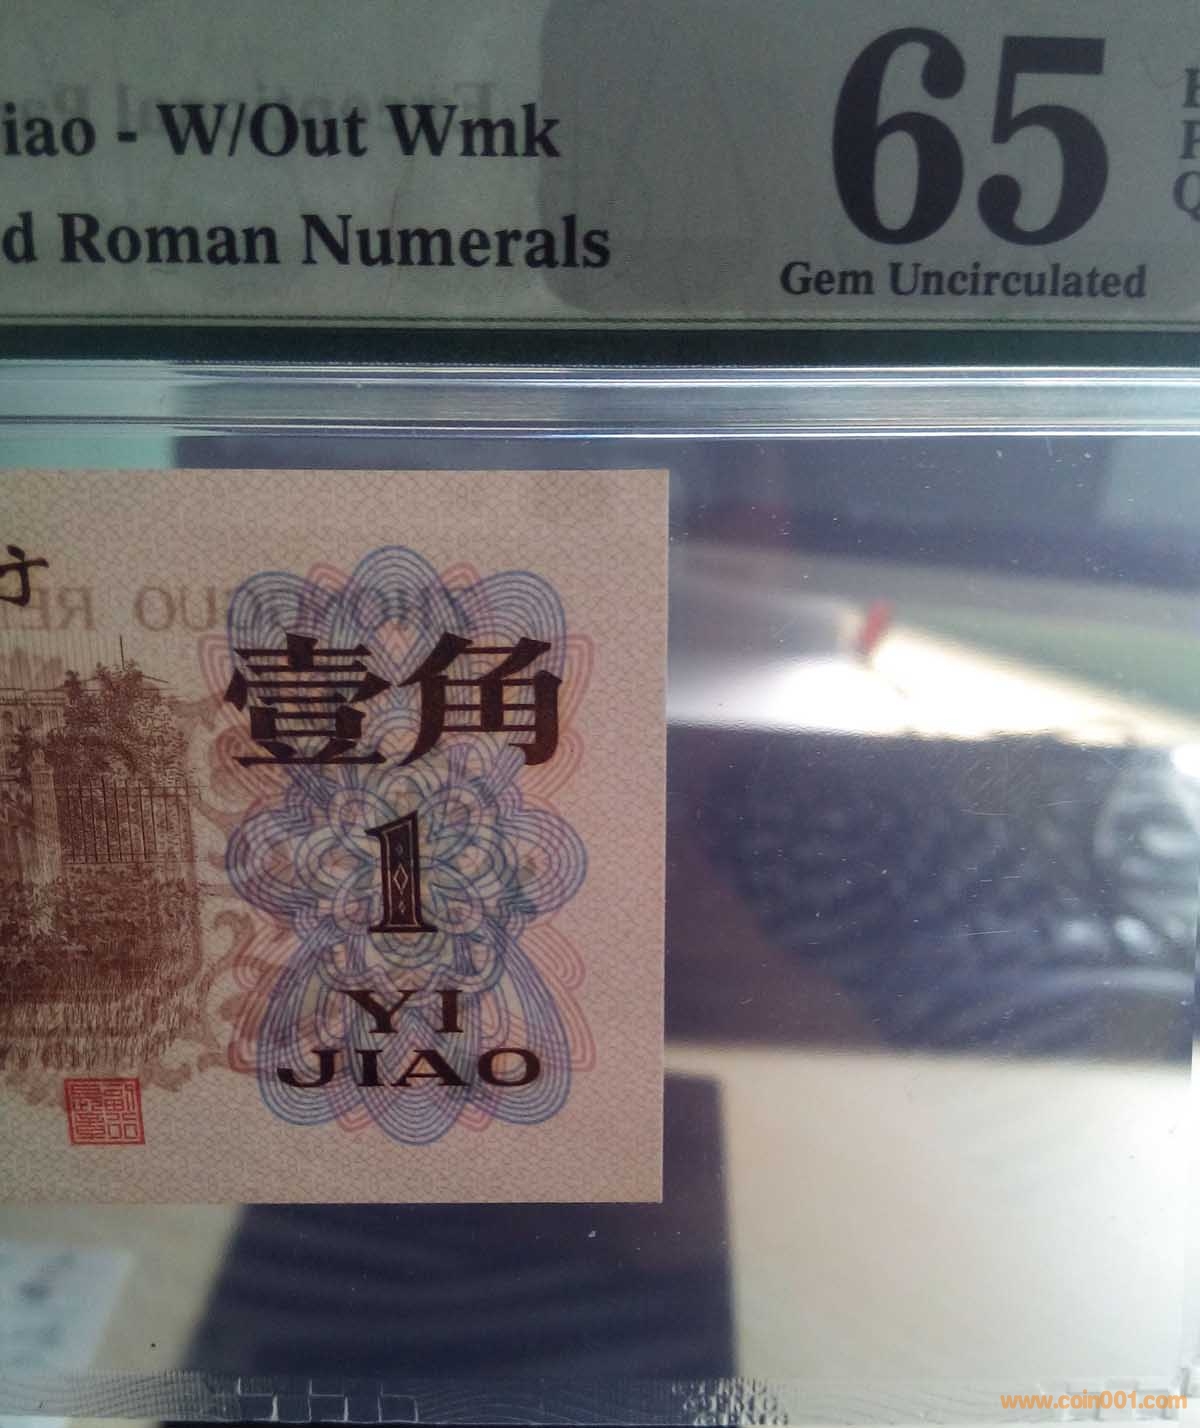 iao - W/Out Wmk
d Roman Numerals
65
Gem Uncirculated
Q
壹角
1
YI
JIAO
www.coin001.com